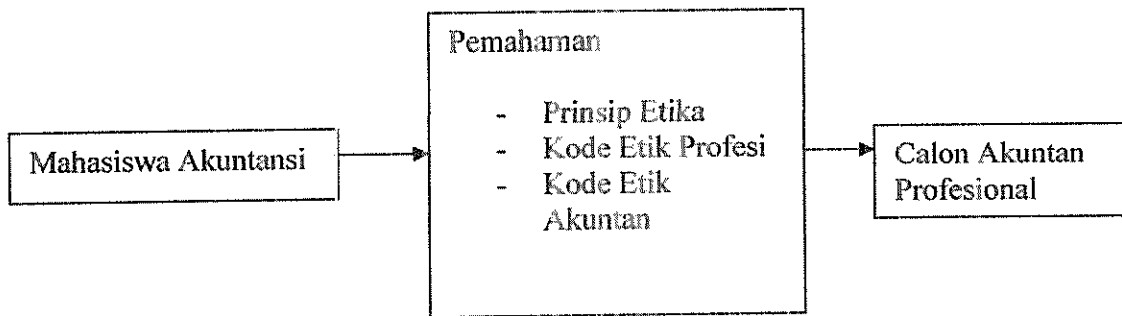 Mahasiswa Akuntansi
Pemahaman
- Prinsip Etika
- Kode Etik Profesi
- Kode Etik
Akuntan
Calon Akuntan
Profesional